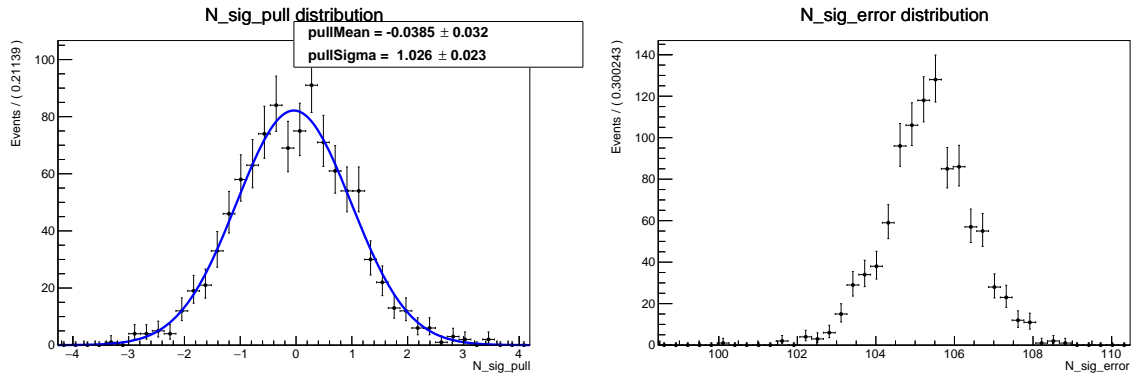 N_sig_pull distribution
pullMean = -0.0385 ± 0.032
pullSigma = 1.026 ± 0.023
Events / ( 0.21139 )
100
80
60
40
20
0
−4 −3 −2 −1 0 1 2 3 4
N_sig_pull
N_sig_error distribution
Events / ( 0.300243 )
140
120
100
80
60
40
20
0
100 102 104 106 108 110
N_sig_error